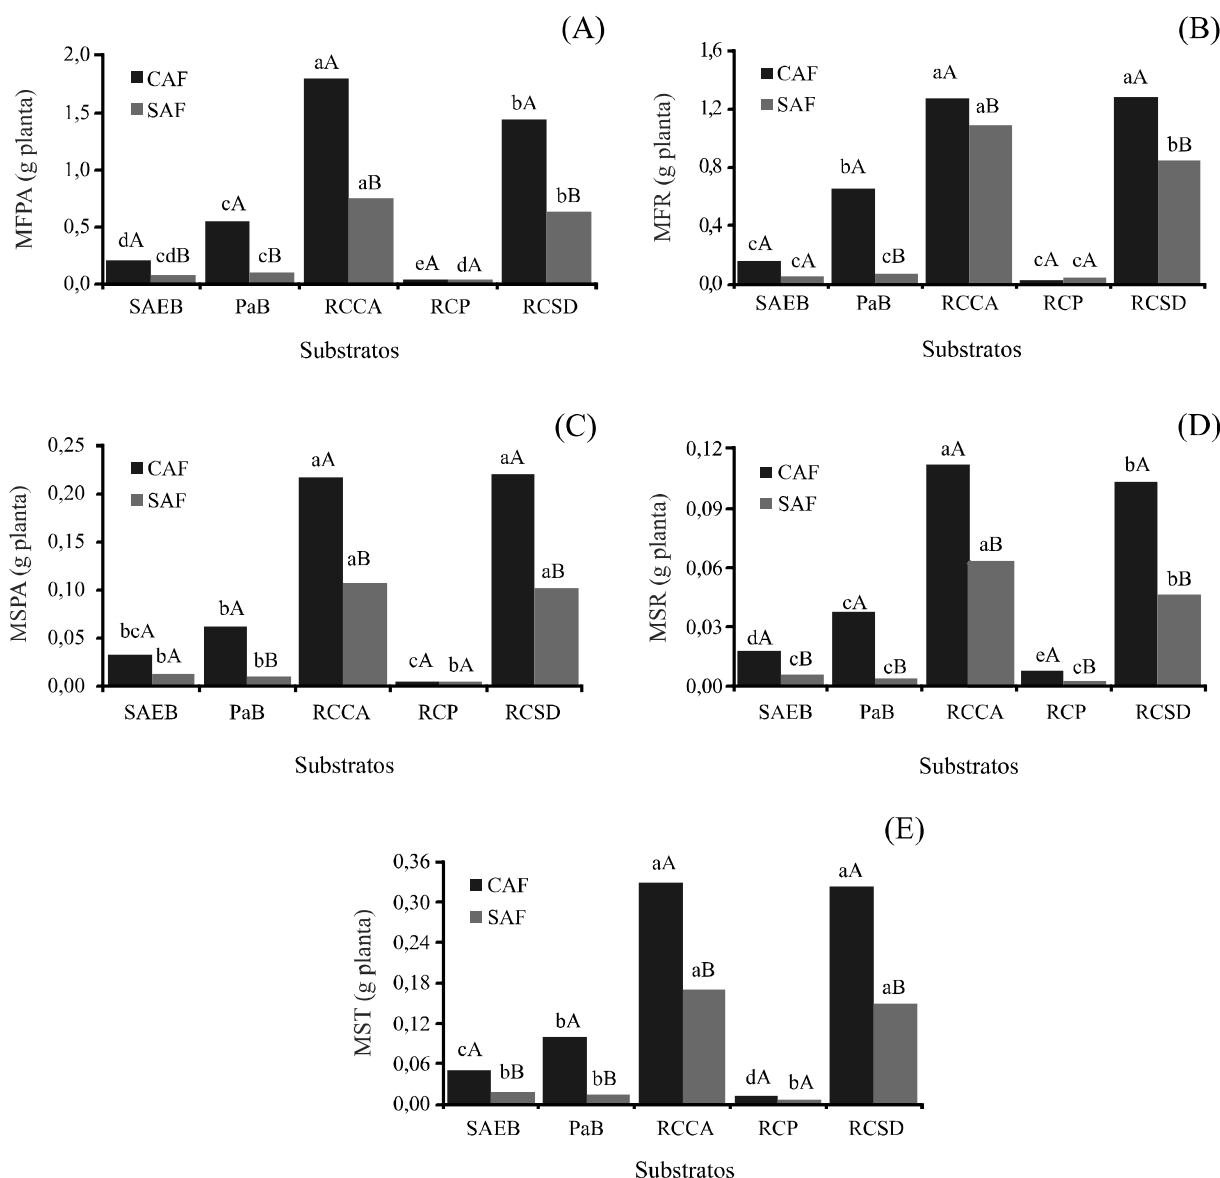 (A)
2,0
1,5
1,0
0,5
0,0
MFPA (g planta)
CAF
SAF
dA cdB cA cB aA aB eA dA bA bB
SAEB PaB RCCA RCP RCSD
Substratos
(B)
1,6
1,2
0,8
0,4
0,0
MFR (g planta)
CAF
SAF
cA cA bA cB aA aB cA cA aA bB
SAEB PaB RCCA RCP RCSD
Substratos
(C)
0,25
0,20
0,15
0,10
0,05
0,00
MSPA (g planta)
CAF
SAF
bcA bA bA bB aA aB cA bA aA aB
SAEB PaB RCCA RCP RCSD
Substratos
(D)
0,12
0,09
0,06
0,03
0,00
MSR (g planta)
CAF
SAF
dA cB cA cB aA aB eA cB bA bB
SAEB PaB RCCA RCP RCSD
Substratos
(E)
0,36
0,30
0,24
0,18
0,12
0,06
0,00
MST (g planta)
CAF
SAF
cA bB bA bB aA aB dA bA aA aB
SAEB PaB RCCA RCP RCSD
Substratos